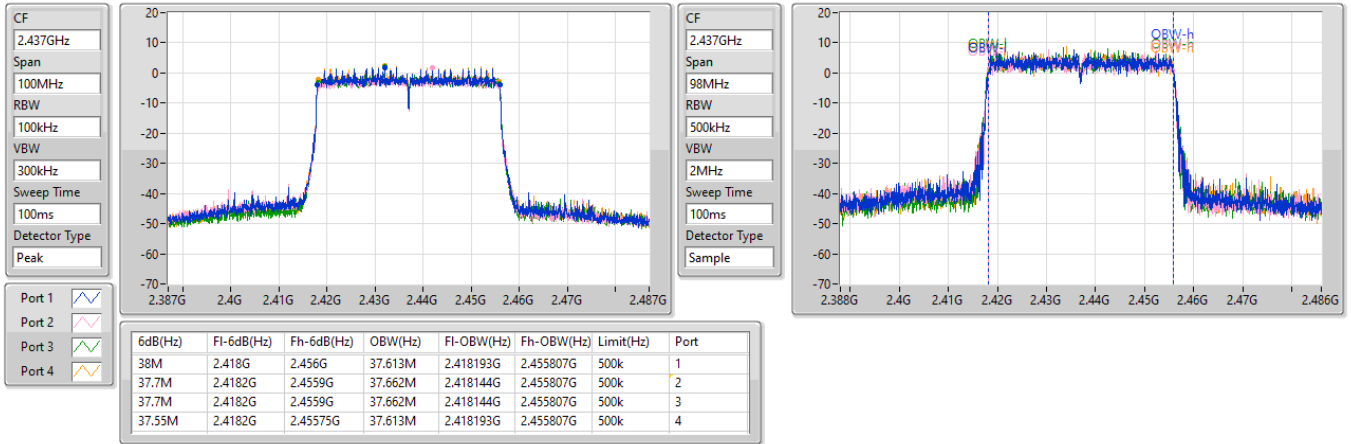 CF
2.437GHz
Span
100MHz
RBW
100kHz
VBW
300kHz
Sweep Time
100ms
Detector Type
Peak
20-
10-
0-
-10-
-20-
-30-
-40-
-50-
-60-
-70-
2.387G 2.4G 2.41G 2.42G 2.43G 2.44G 2.45G 2.46G 2.47G 2.487G
CF
2.437GHz
Span
98MHz
RBW
500kHz
VBW
2MHz
Sweep Time
100ms
Detector Type
Sample
20-
10-
0-
-10-
-20-
-30-
-40-
-50-
-60-
-70-
OBW-l
OBW-h
OBW-h
2.388G 2.4G 2.41G 2.42G 2.43G 2.44G 2.45G 2.46G 2.47G 2.486G
Port 1
Port 2
Port 3
Port 4
6dB(Hz) Fl-6dB(Hz) Fh-6dB(Hz) OBW(Hz) Fl-OBW(Hz) Fh-OBW(Hz) Limit(Hz) Port
38M 2.418G 2.456G 37.613M 2.418193G 2.455807G 500k 1
37.7M 2.4182G 2.4559G 37.662M 2.418144G 2.455807G 500k 2
37.7M 2.4182G 2.4559G 37.662M 2.418144G 2.455807G 500k 3
37.55M 2.4182G 2.45575G 37.613M 2.418193G 2.455807G 500k 4